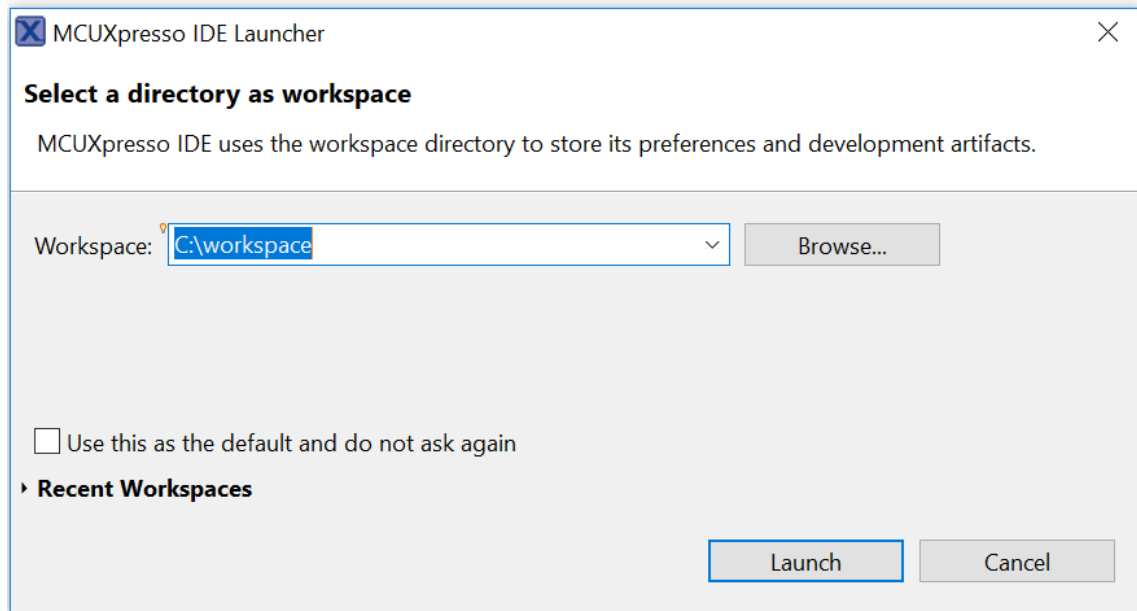 MCUXpresso IDE Launcher
Select a directory as workspace
MCUXpresso IDE uses the workspace directory to store its preferences and development artifacts.
Workspace: C:\workspace Browse...
Use this as the default and do not ask again
Recent Workspaces
Launch Cancel